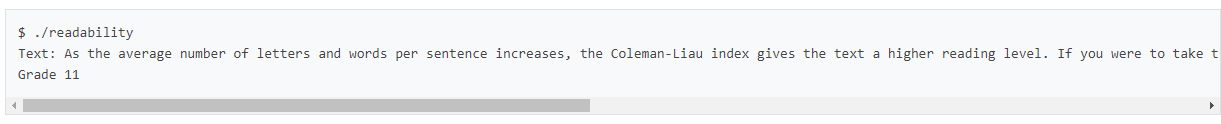 $ ./readability
Text: As the average number of letters and words per sentence increases, the Coleman-Liau index gives the text a higher reading level. If you were to take t
Grade 11